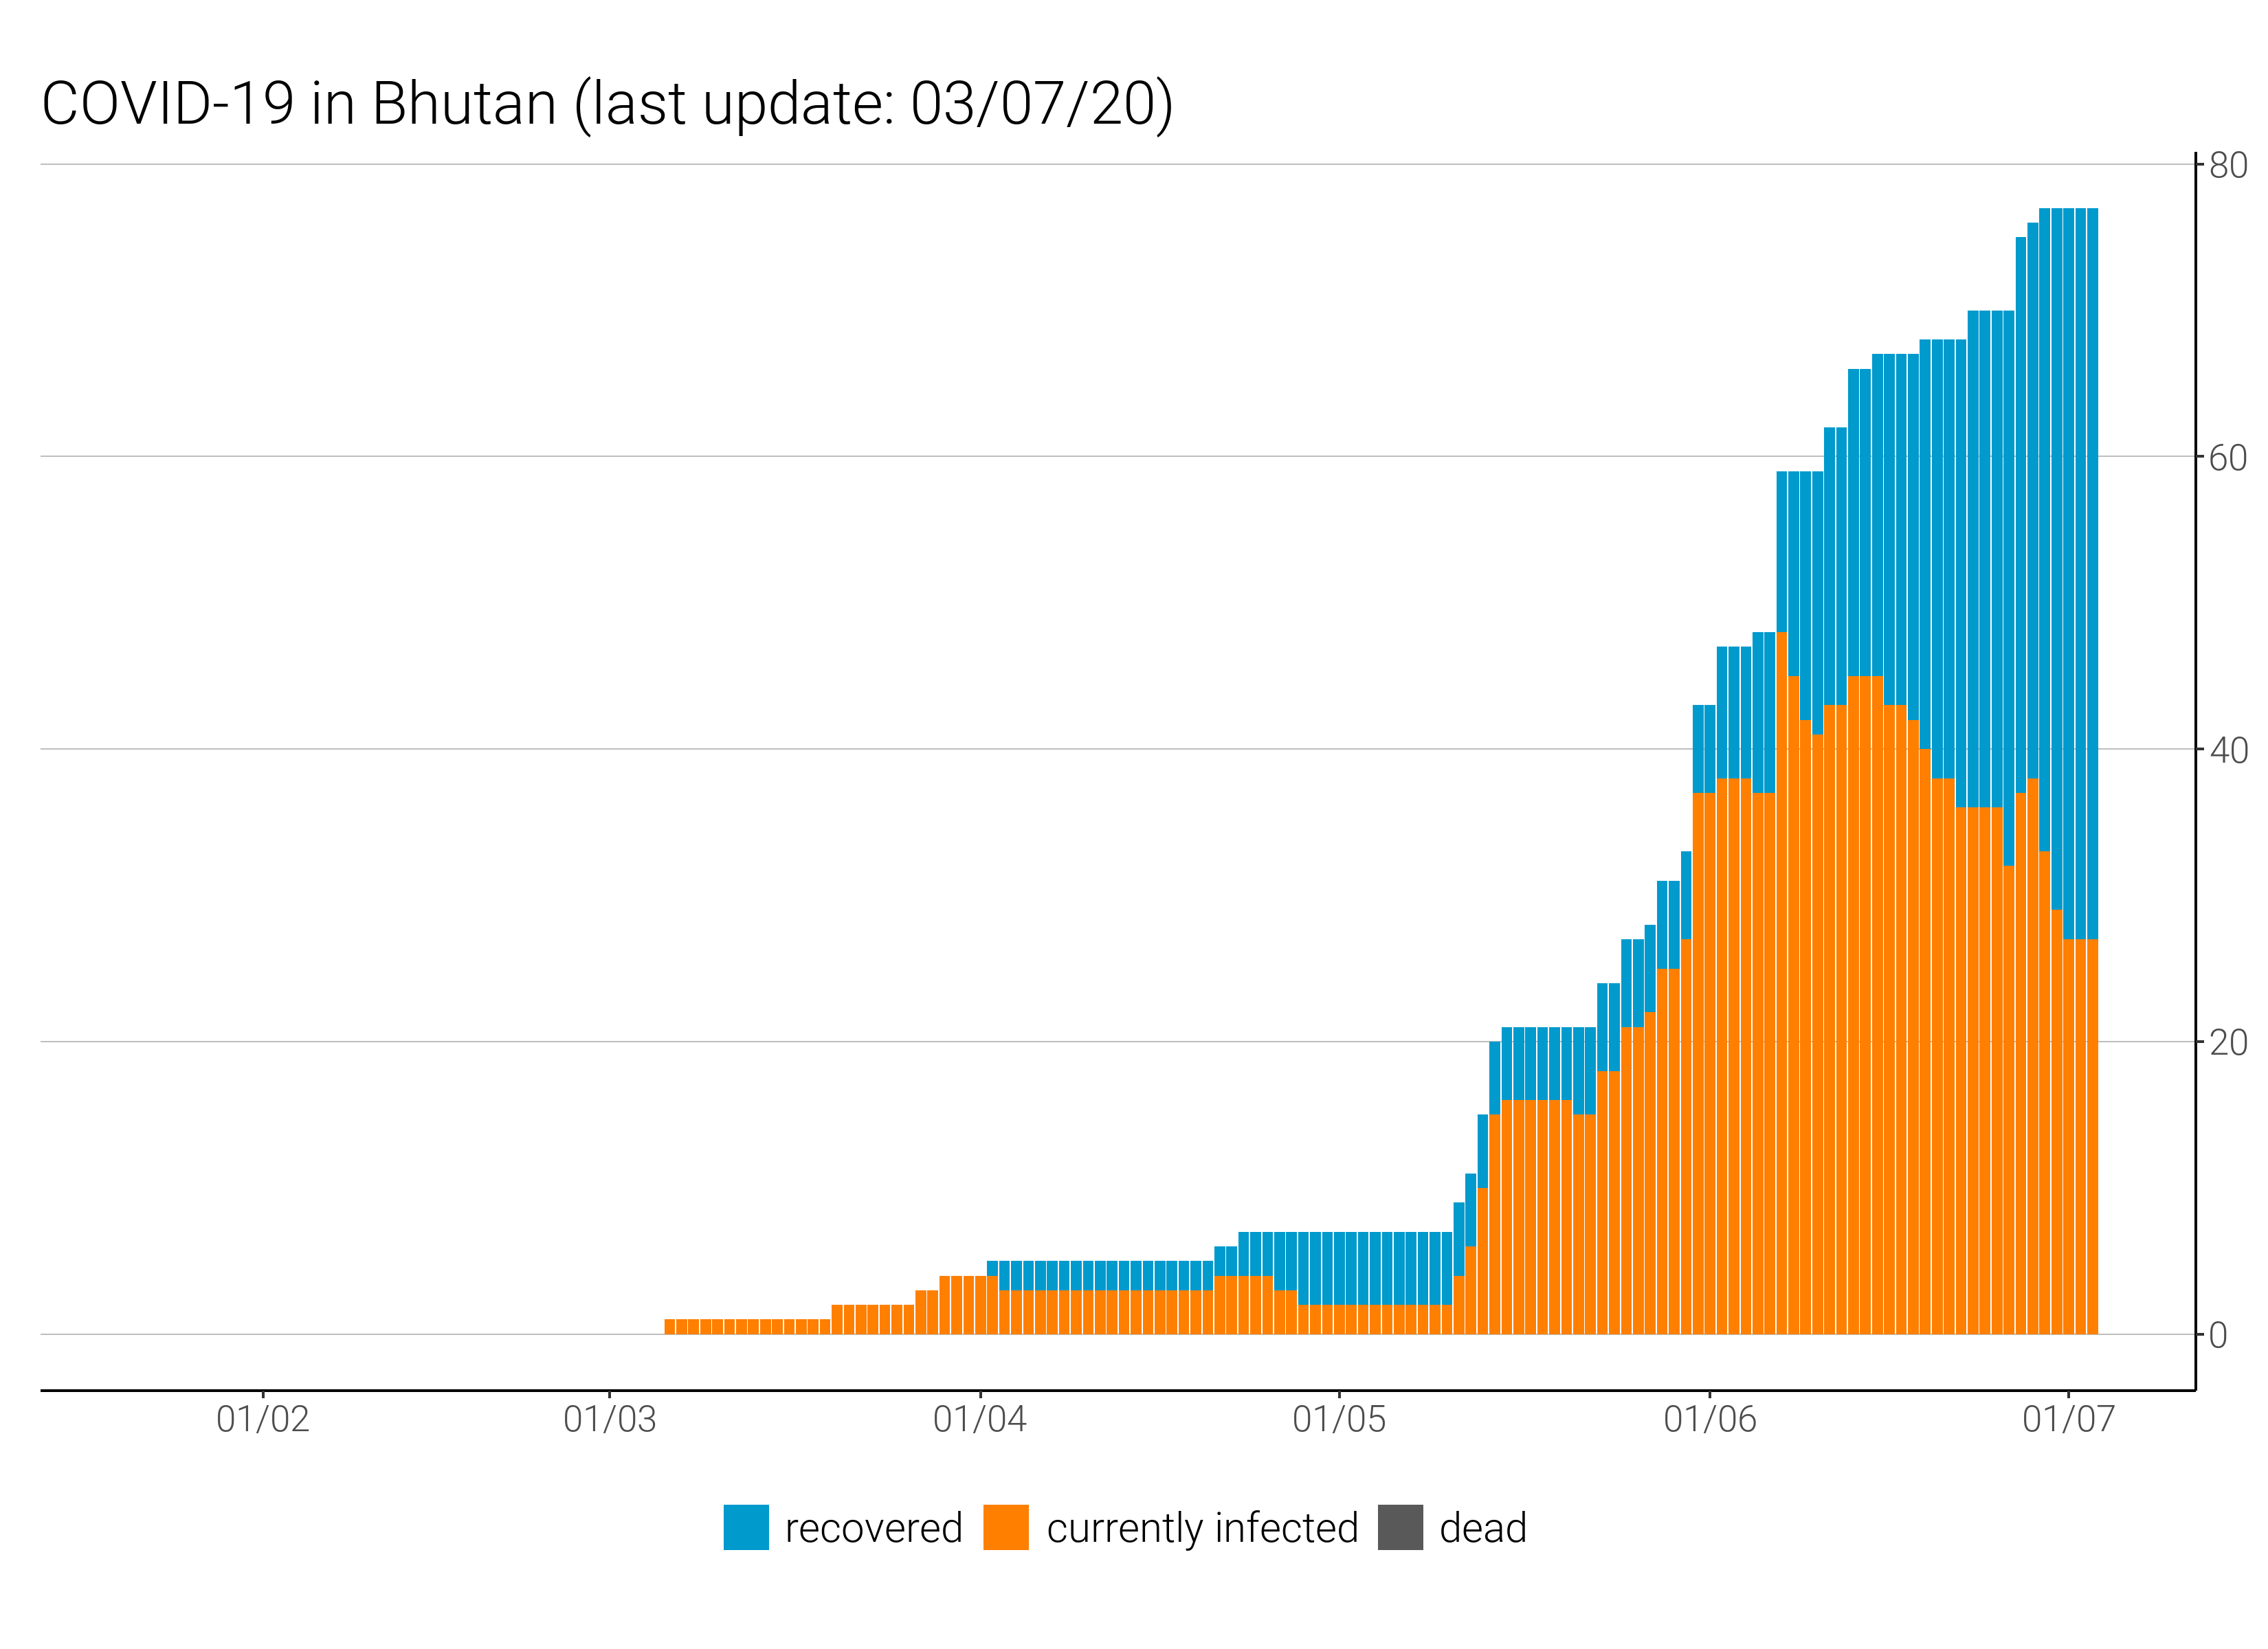 COVID-19 in Bhutan (last update: 03/07/20)
80
60
40
20
0
01/02 01/03 01/04 01/05 01/06 01/07
recovered currently infected dead